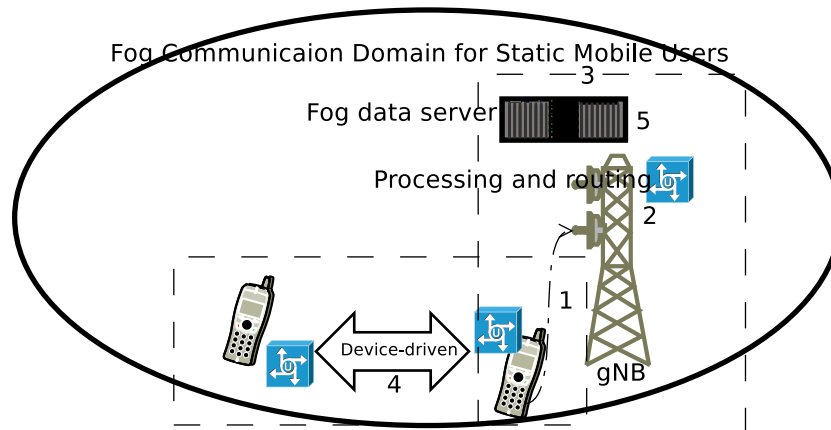 Fog Communicaion Domain for Static Mobile Users
3
Fog data server
5
Processing and routing
U
2
1
U
Device-driven
U
4
gNB